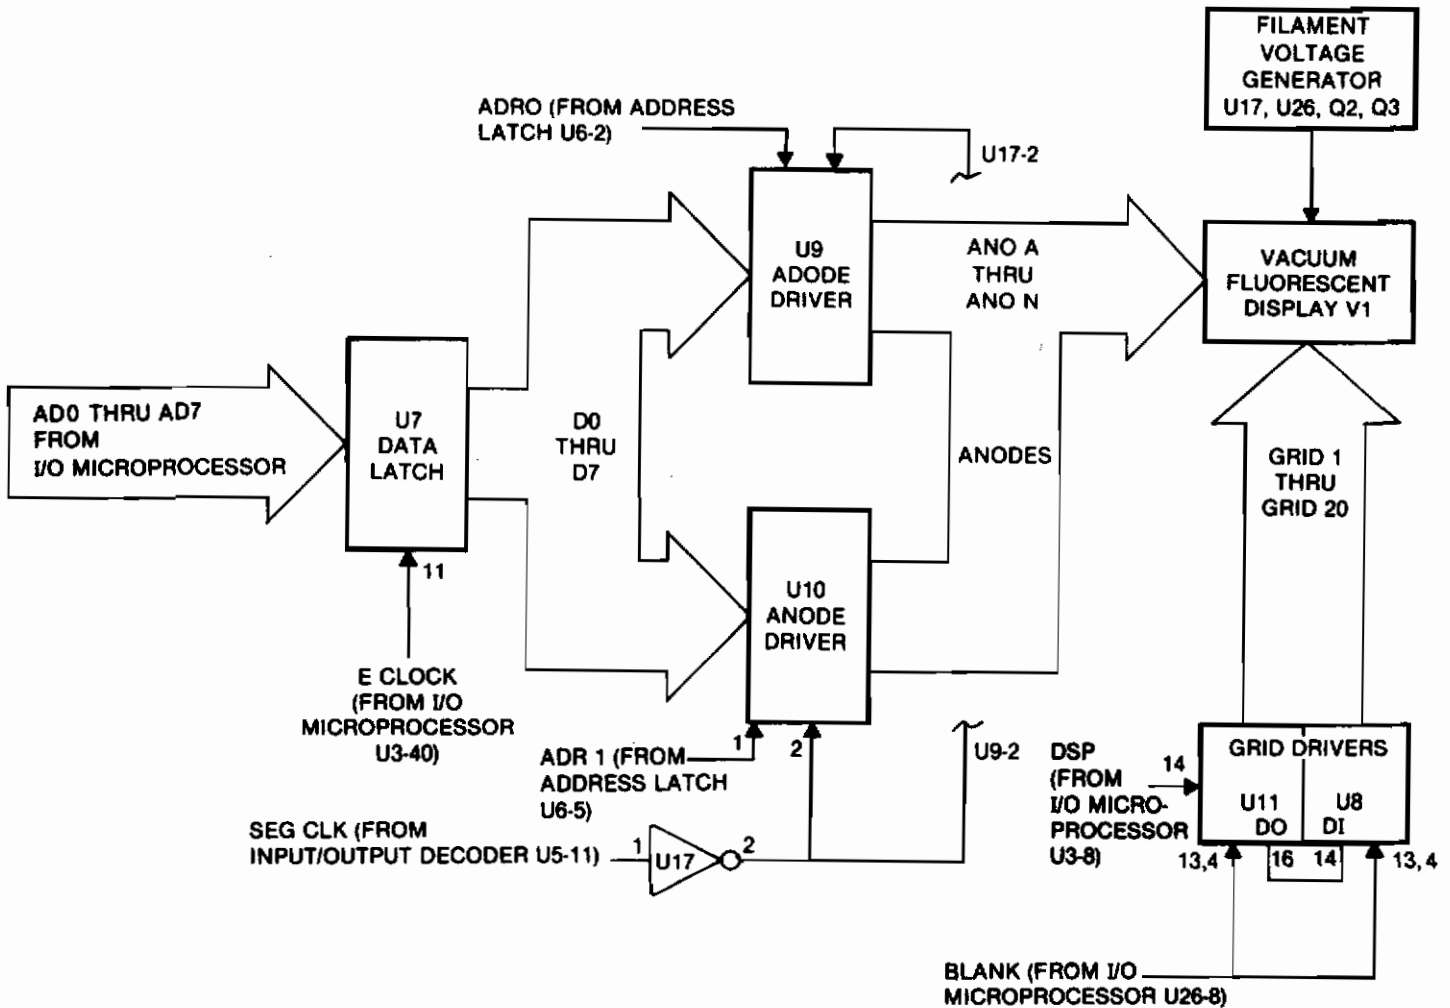 FILAMENT
VOLTAGE
GENERATOR
U17, U26, Q2, Q3
ADRO (FROM ADDRESS
LATCH U6-2)
U17-2
U9
ADODE
DRIVER
ANO A
THRU
ANO N
VACUUM
FLUORESCENT
DISPLAY V1
AD0 THRU AD7
FROM
I/O MICROPROCESSOR
U7
DATA
LATCH
D0
THRU
D7
ANODES
GRID 1
THRU
GRID 20
11
U10
ANODE
DRIVER
E CLOCK
(FROM I/O
MICROPROCESSOR
U3-40)
ADR 1 (FROM
ADDRESS LATCH
U6-5)
1
2
U9-2
DSP
(FROM
I/O MICRO-
PROCESSOR
U3-8)
14
GRID DRIVERS
U11
DO
U8
DI
13,4
16
14
13, 4
SEG CLK (FROM
INPUT/OUTPUT DECODER U5-11)
1
U17
2
BLANK (FROM I/O
MICROPROCESSOR U26-8)